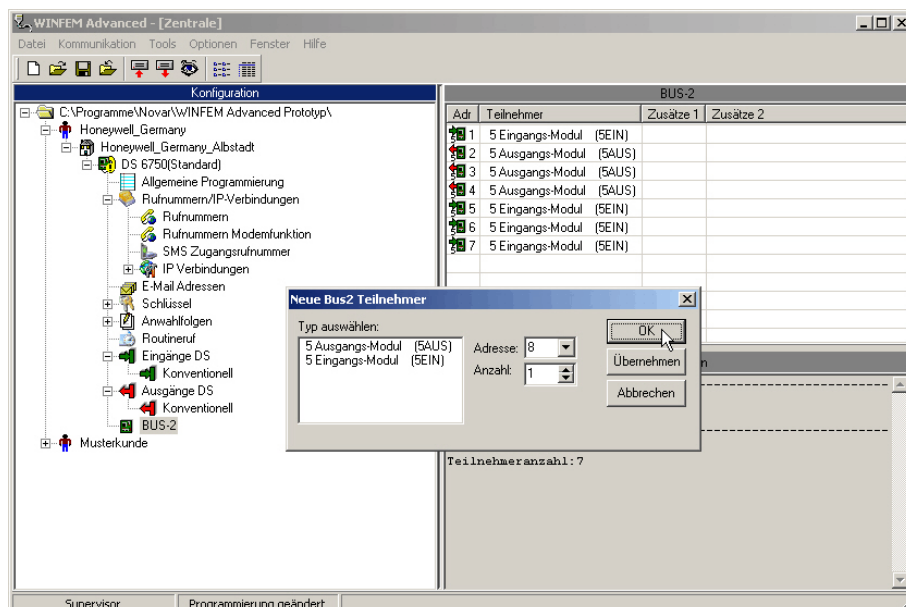 WINFEM Advanced - [Zentrale]
Datei Kommunikation Tools Optionen Fenster Hilfe
Konfiguration
C:\Programme\Novar\WINFEM Advanced Prototyp\
Honeywell_Germany
Honeywell_Germany_Albstadt
DS 6750(Standard)
Allgemeine Programmierung
Rufnummern/IP-Verbindungen
Rufnummern
Rufnummern Modemfunktion
SMS Zugangsrufnummer
IP Verbindungen
E-Mail Adressen
Schlüssel
Anwahlfolgen
Routineruf
Eingänge DS
Konventionell
Ausgänge DS
Konventionell
BUS-2
Musterkunde
BUS-2
Adr Teilnehmer Zusätze 1 Zusätze 2
1 5 Eingangs-Modul (5EIN)
2 5 Ausgangs-Modul (5AUS)
3 5 Ausgangs-Modul (5AUS)
4 5 Ausgangs-Modul (5AUS)
5 5 Eingangs-Modul (5EIN)
6 5 Eingangs-Modul (5EIN)
7 5 Eingangs-Modul (5EIN)
Neue Bus2 Teilnehmer
Typ auswählen:
5 Ausgangs-Modul (5AUS)
5 Eingangs-Modul (5EIN)
Adresse: 8
Anzahl: 1
OK
Übernehmen
Abbrechen
n
Teilnehmeranzahl:7
Supervisor Programmierung geändert